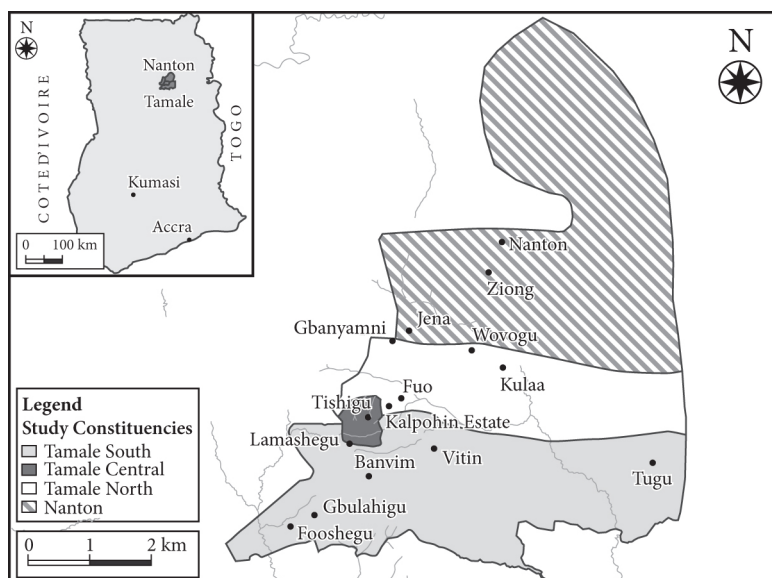 N
Nanton
Tamale
COTED'IVOIRE
TOGO
Kumasi
Accra
0 100 km
N
Nanton
Ziong
Jena
Gbanyamni
Wovogu
Kulaa
Fuo
Tishigu
Kalpohin Estate
Lamashegu
Banvim
Vitin
Tugu
Gbulahigu
Fooshegu
Legend
Study Constituencies
Tamale South
Tamale Central
Tamale North
Nanton
0 1 2 km